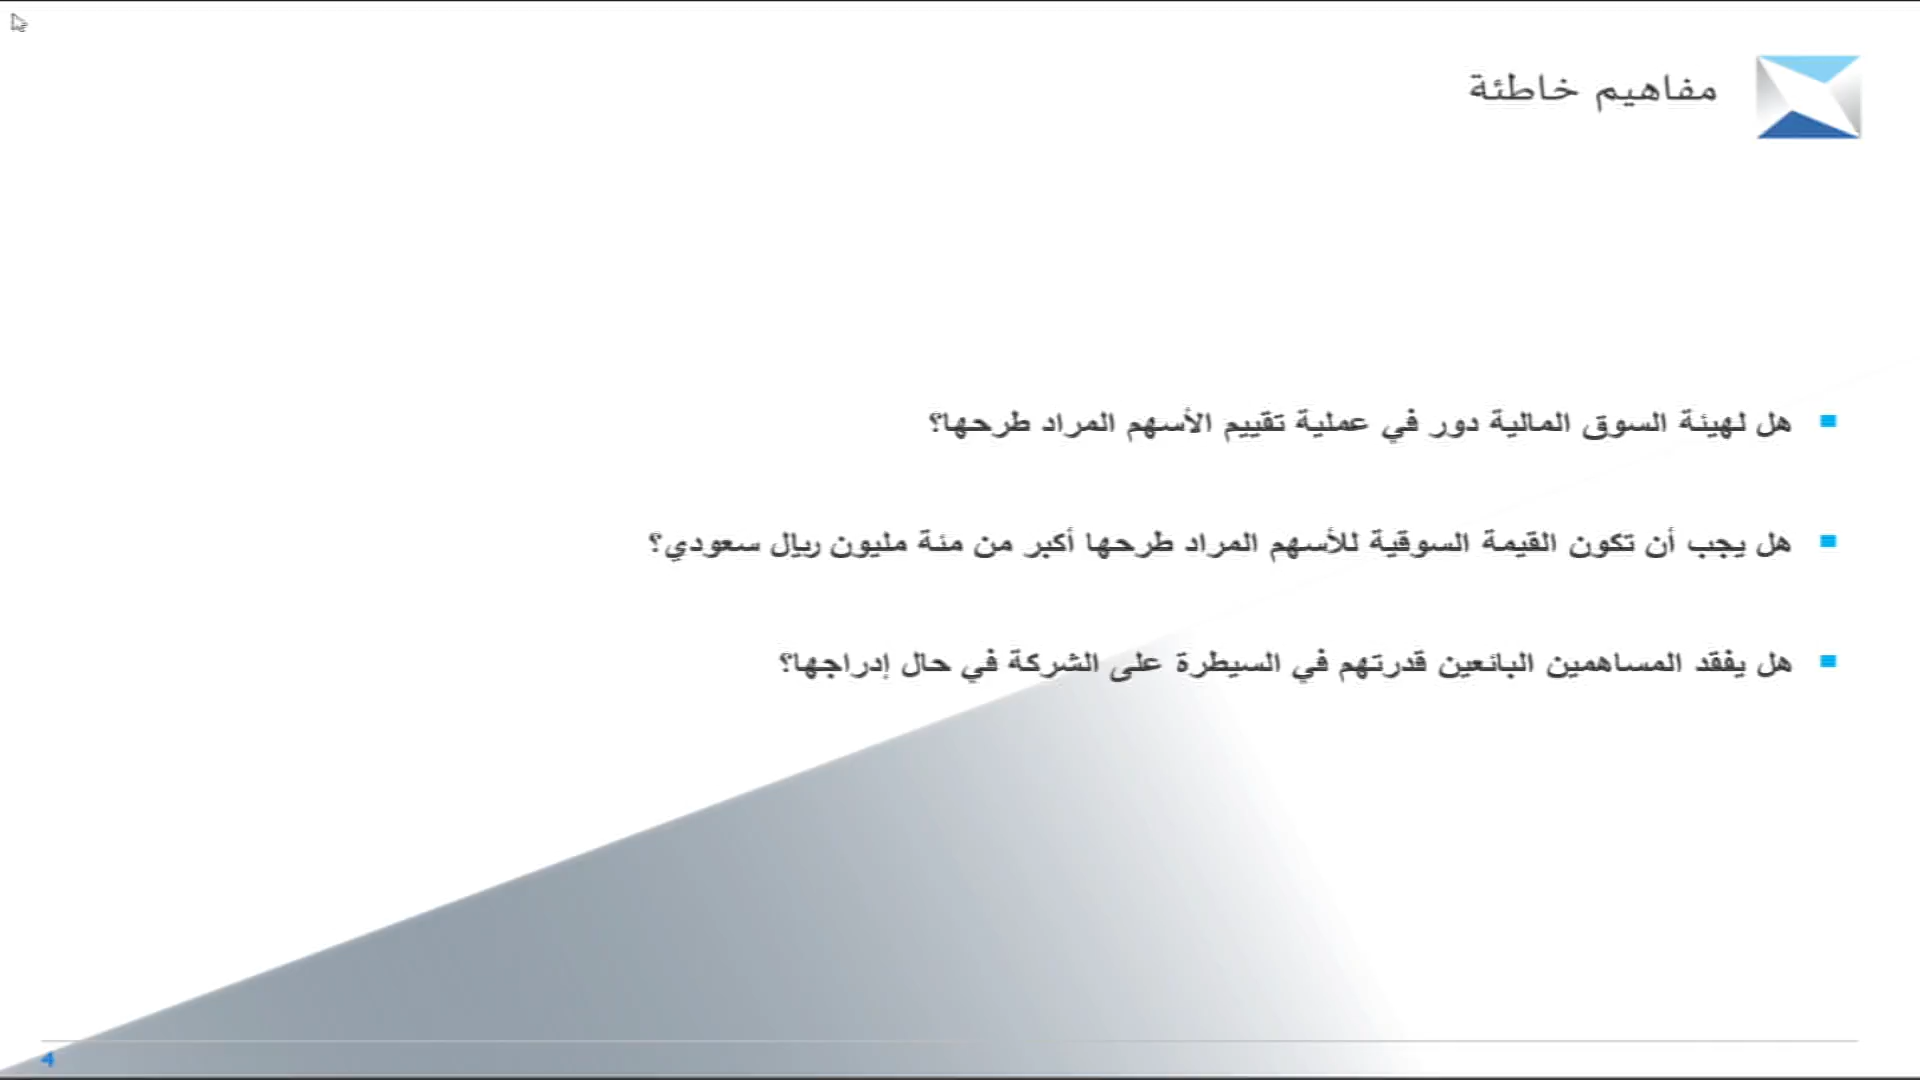 مفاهيم خاطئة
هل لهيئة السوق المالية دور في عملية تقييم الأسهم المراد طرحها؟
هل يجب أن تكون القيمة السوقية للأسهم المراد طرحها أكبر من مئة مليون ريال سعودي؟
هل يفقد المساهمين البائعين قدرتهم في السيطرة على الشركة في حال إدراجها؟
4